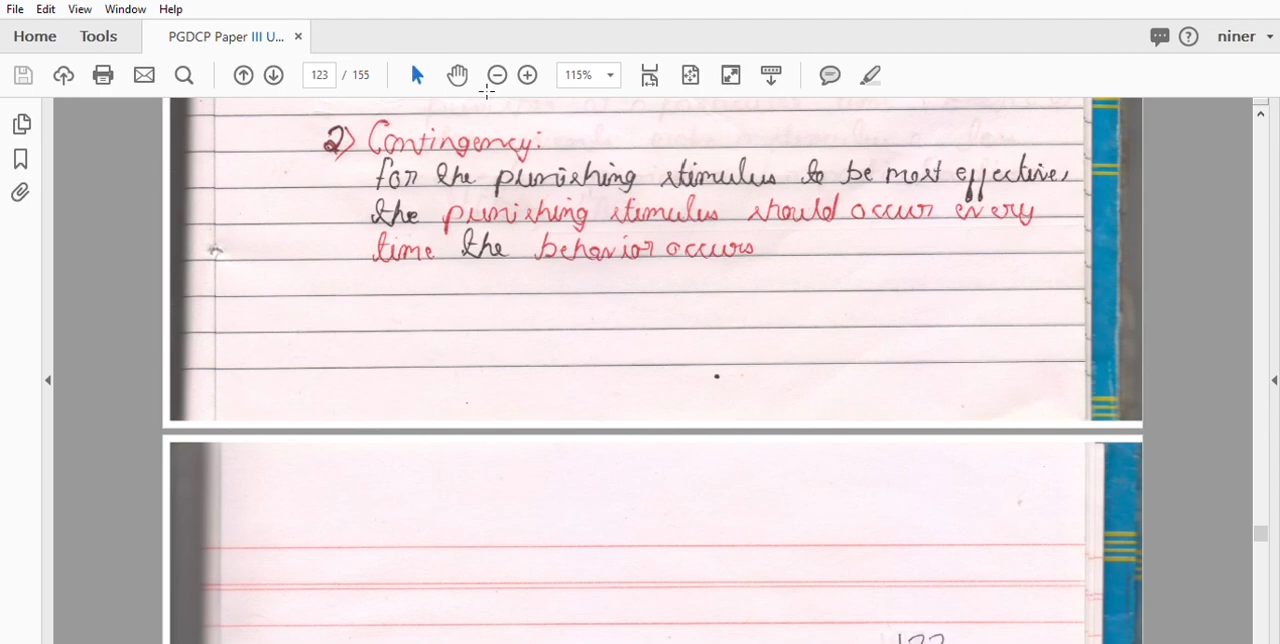 File Edit View Window Help
Home Tools PGDCP Paper III U... × niner
123 / 155 115%
2) Contingency:
for the punishing stimulus to be most effective,
the punishing stimulus should occur every
time the behavior occurs